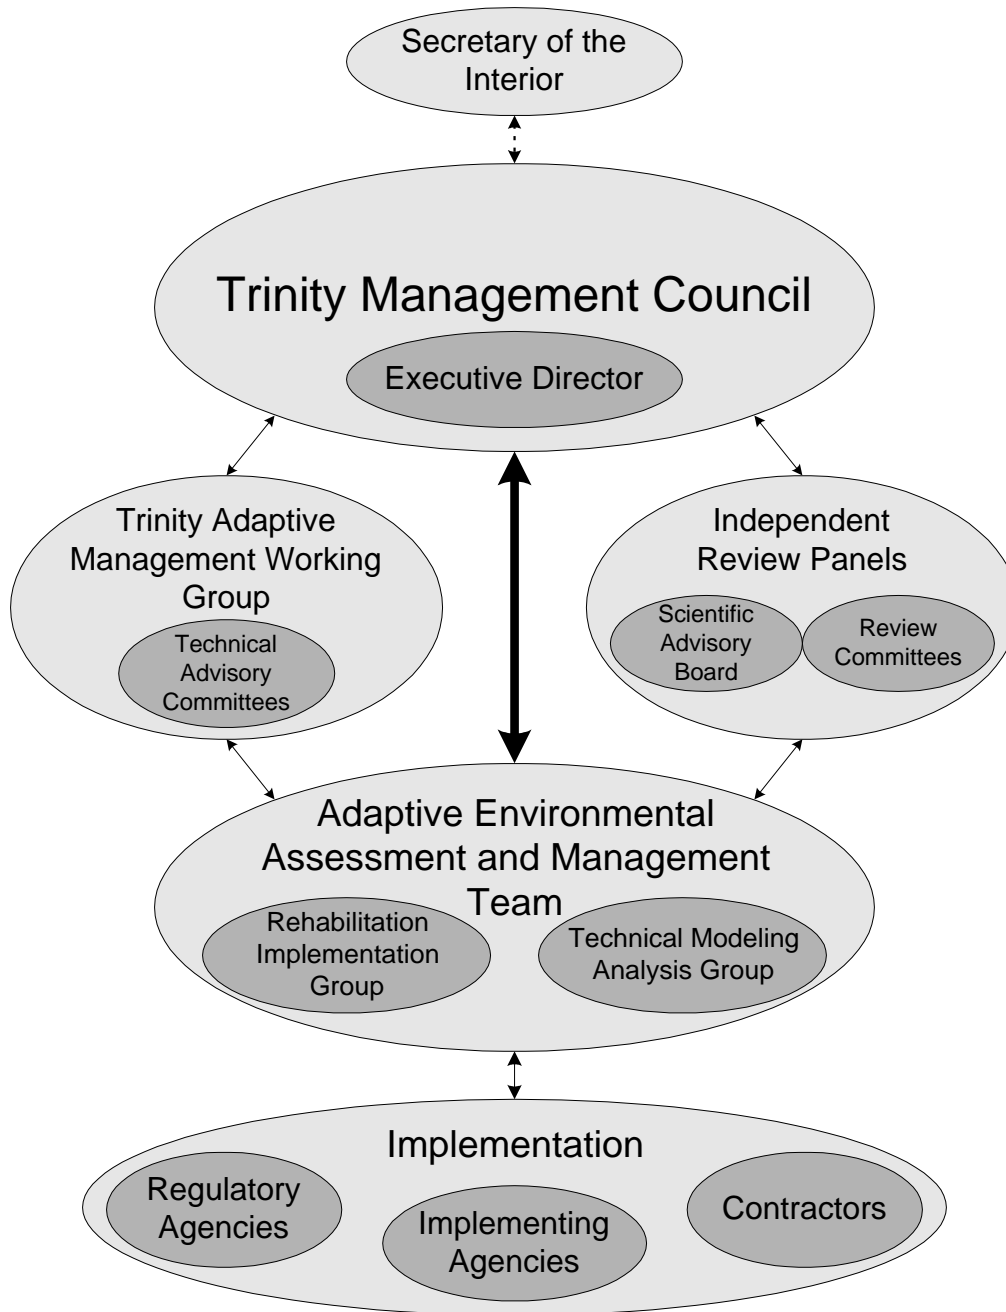 Secretary of the
Interior
Trinity Management Council
Executive Director
Trinity Adaptive
Management Working
Group
Technical
Advisory
Committees
Independent
Review Panels
Scientific
Advisory
Board
Review
Committees
Adaptive Environmental
Assessment and Management
Team
Rehabilitation
Implementation
Group
Technical Modeling
Analysis Group
Implementation
Regulatory
Agencies
Implementing
Agencies
Contractors